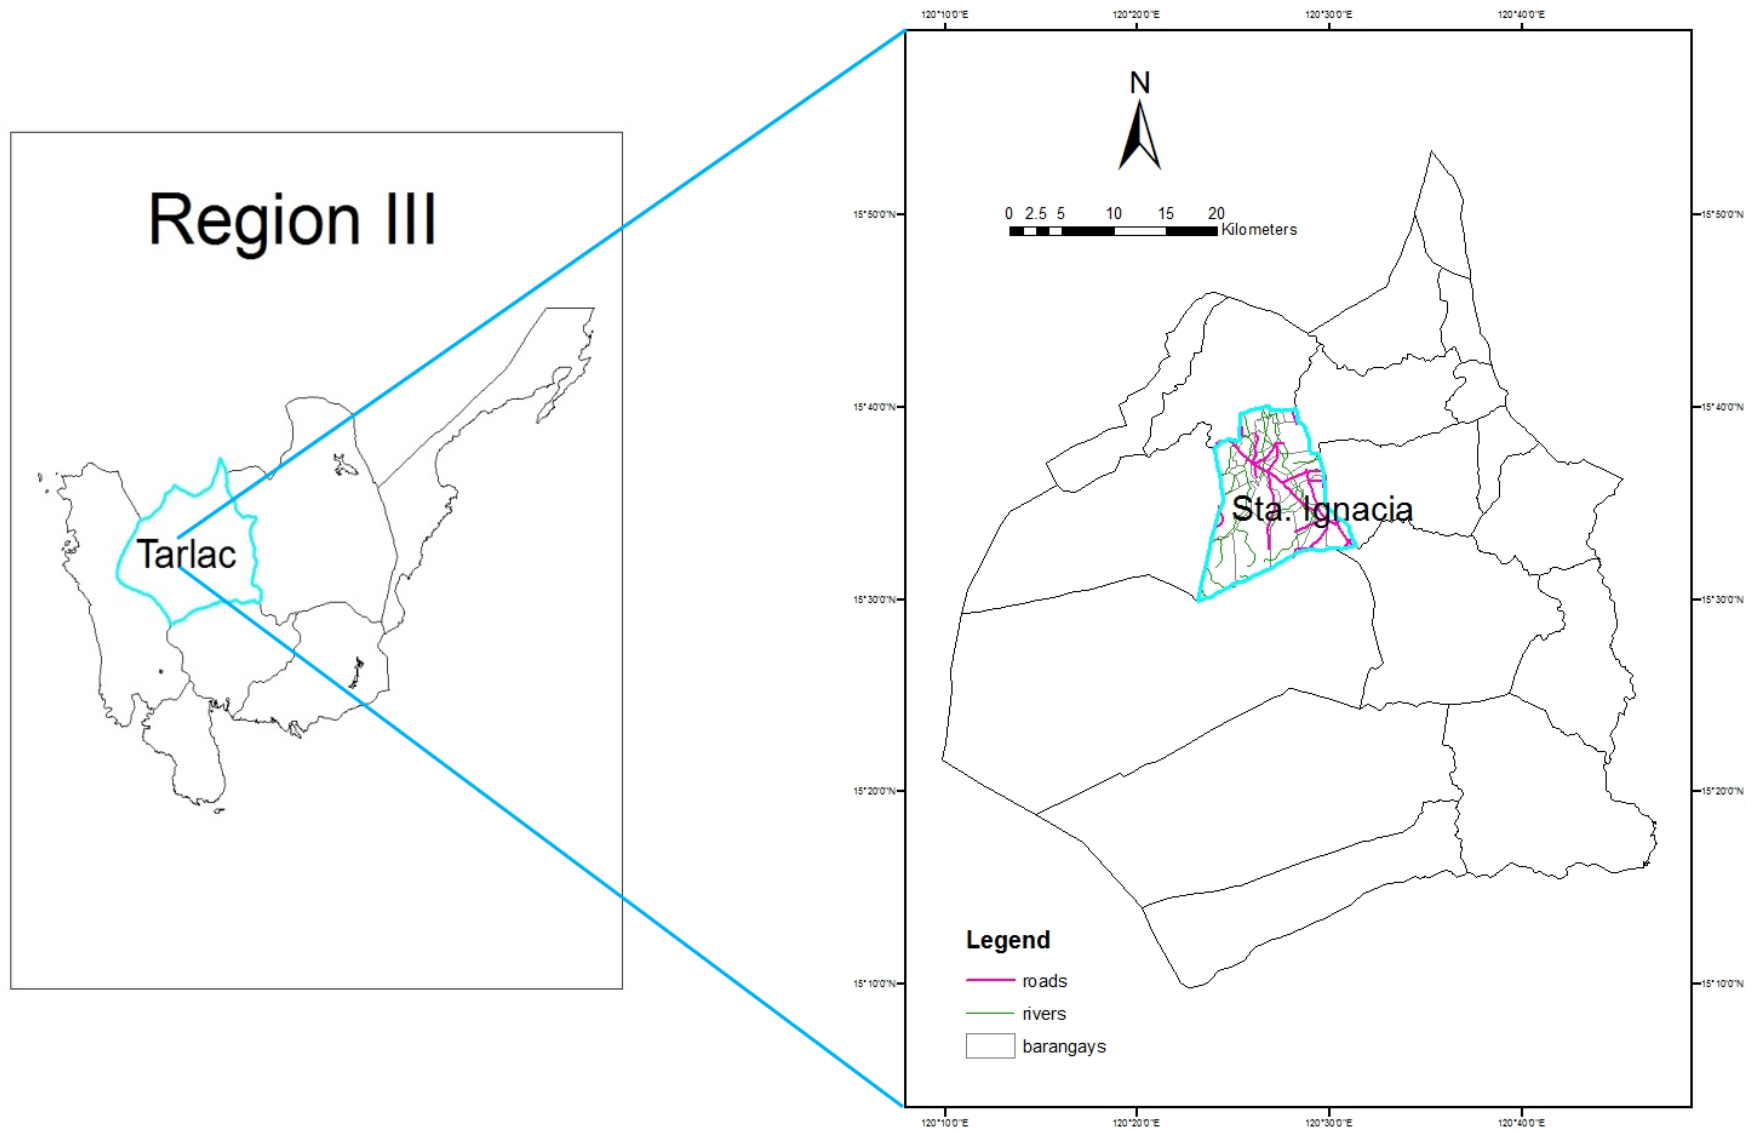 Region III
Tarlac
120°10'0"E 120°20'0"E 120°30'0"E 120°40'0"E
N
0 2.5 5 10 15 20
Kilometers
15°50'0"N 15°50'0"N
15°40'0"N 15°40'0"N
Sta. Ignacia
15°30'0"N 15°30'0"N
15°20'0"N 15°20'0"N
15°10'0"N 15°10'0"N
Legend
roads
rivers
barangays
120°10'0"E 120°20'0"E 120°30'0"E 120°40'0"E